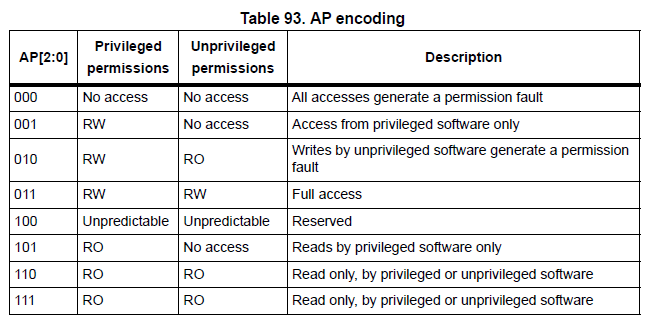 Table 93. AP encoding
AP[2:0] Privileged permissions Unprivileged permissions Description
000 No access No access All accesses generate a permission fault
001 RW No access Access from privileged software only
010 RW RO Writes by unprivileged software generate a permission fault
011 RW RW Full access
100 Unpredictable Unpredictable Reserved
101 RO No access Reads by privileged software only
110 RO RO Read only, by privileged or unprivileged software
111 RO RO Read only, by privileged or unprivileged software